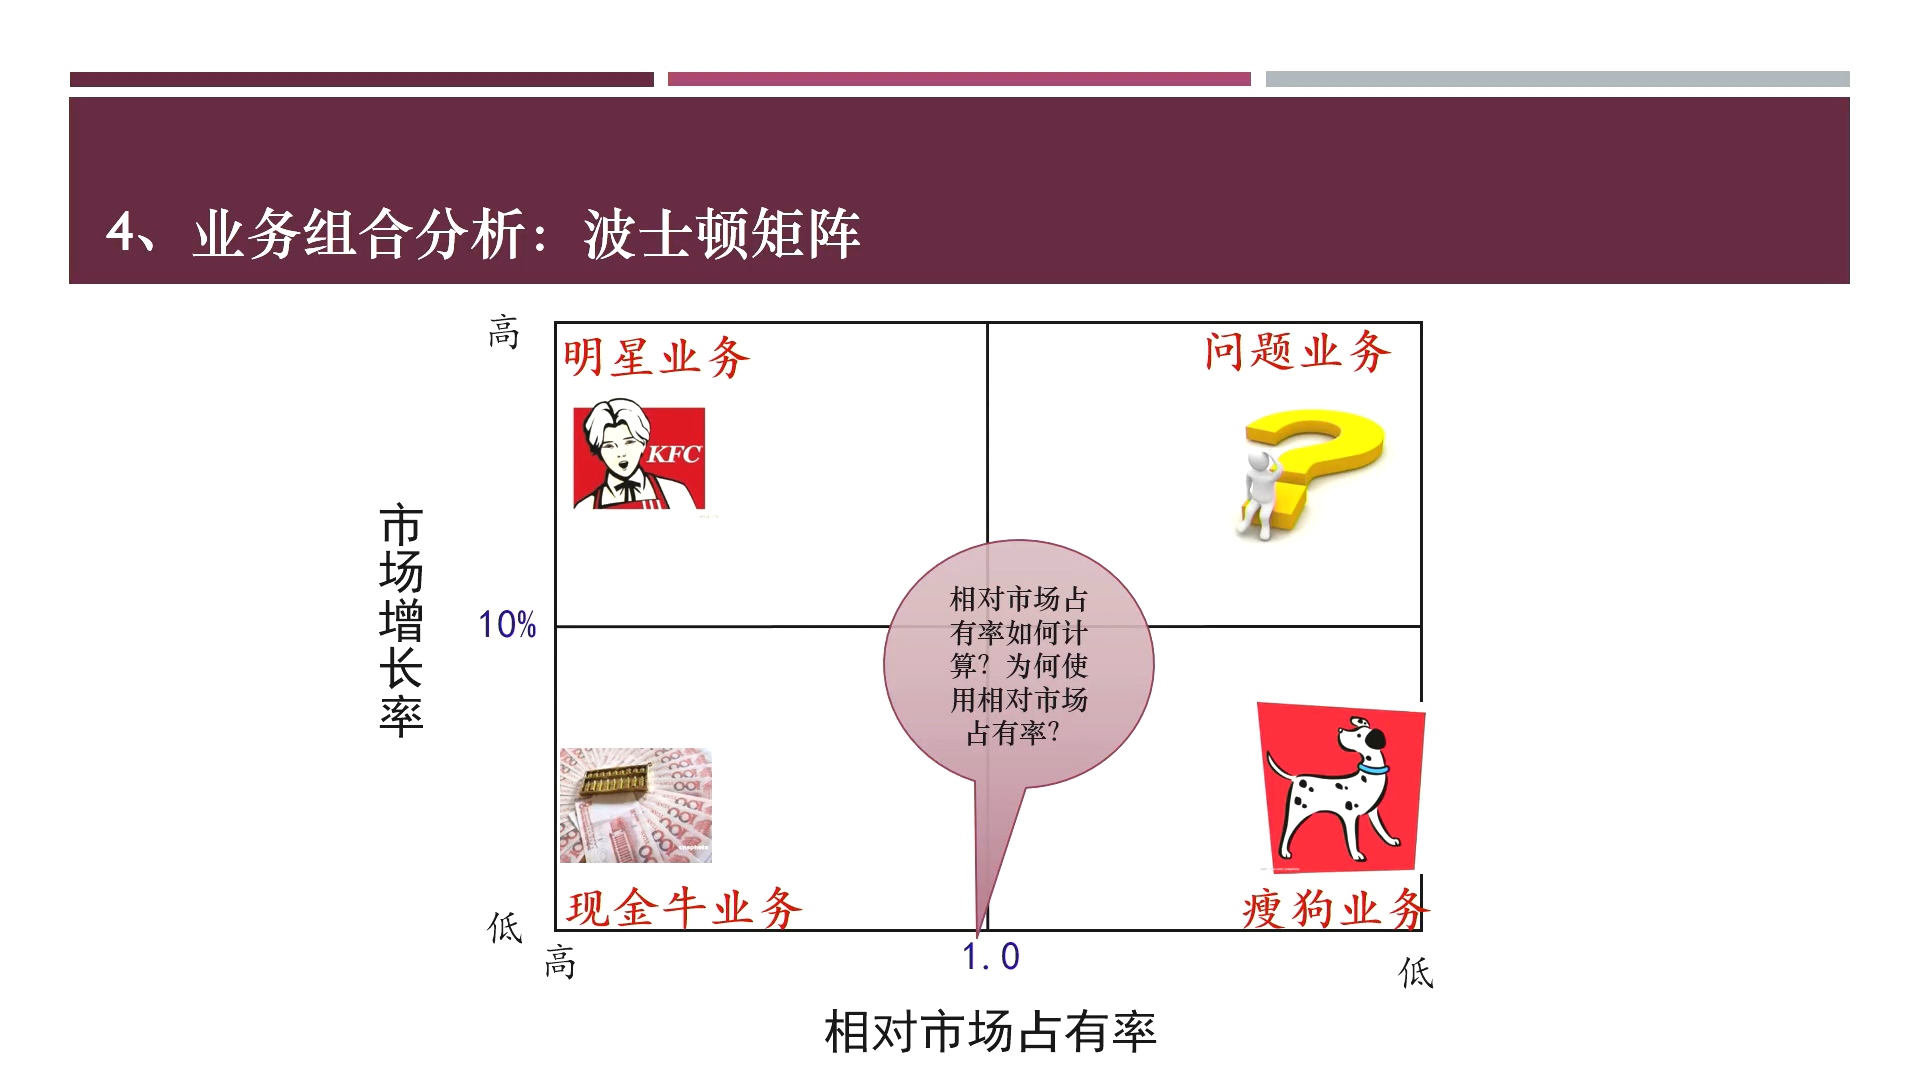 4、业务组合分析：波士顿矩阵
高
明星业务
问题业务
KFC
市场增长率
10%
相对市场占
有率如何计
算？为何使
用相对市场
占有率？
现金牛业务
瘦狗业务
低
高
1.0
低
相对市场占有率